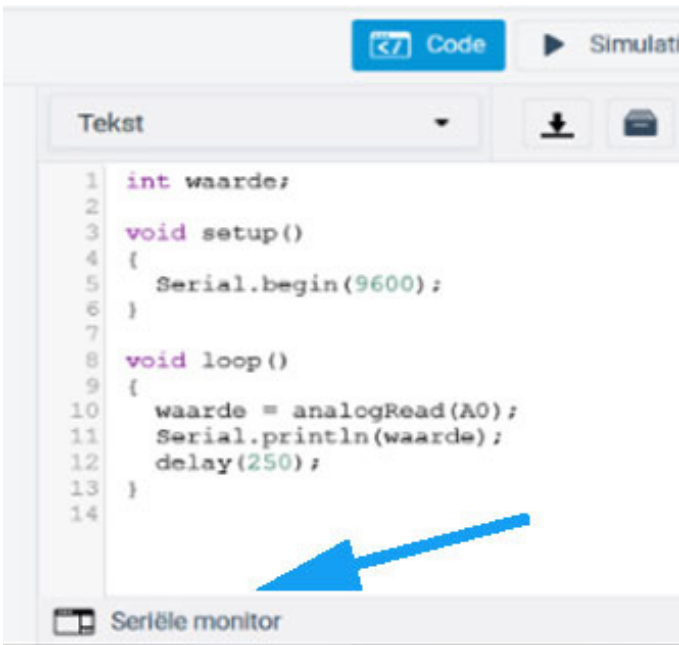 </> Code
Simulati
Tekst
1 int waarde;
2
3 void setup()
4 {
5 Serial.begin(9600);
6 }
7
8 void loop()
9 {
10 waarde = analogRead(A0);
11 Serial.println(waarde);
12 delay(250);
13 }
14
Seriële monitor